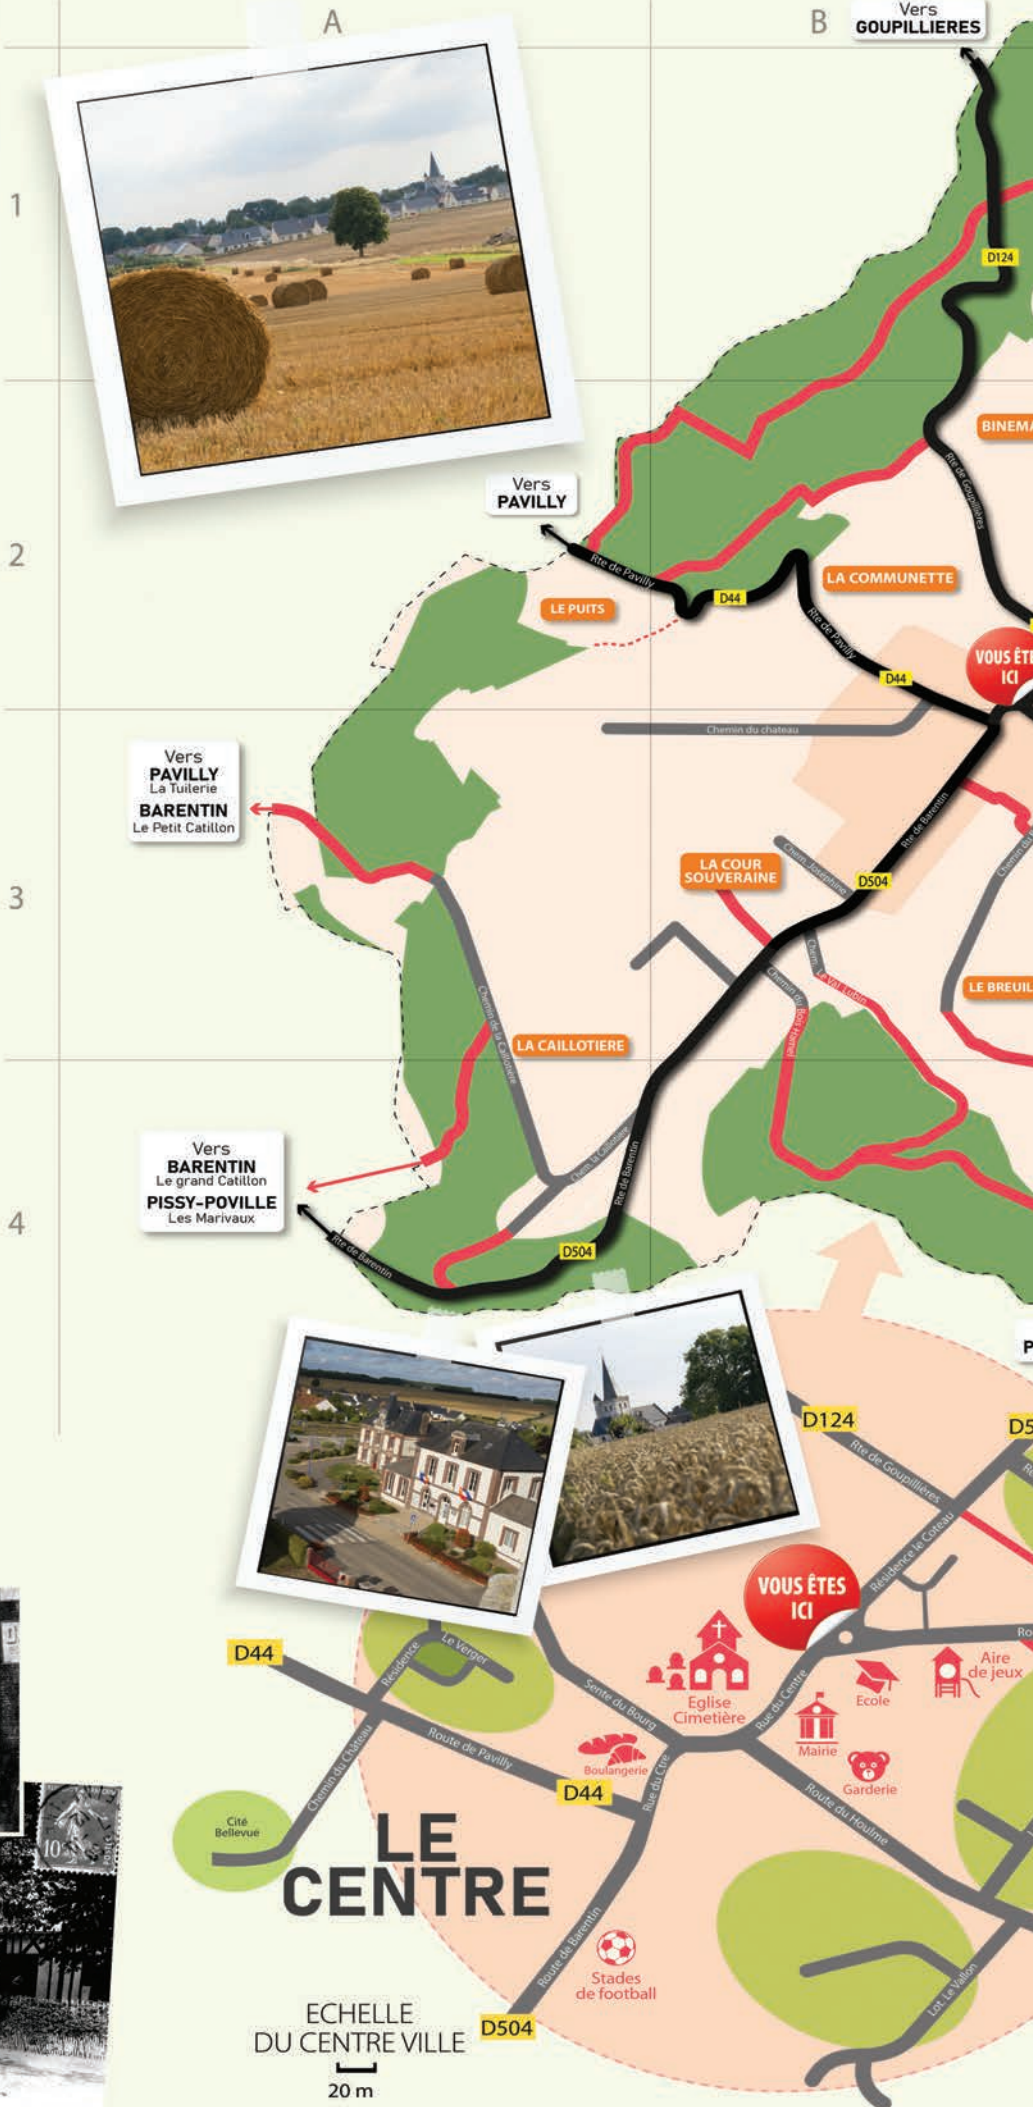 A
B
Vers
GOUPILLIERES
1
D124
BINEMA
Rte de Goupillières
Vers
PAVILLY
2
Rte de Pavilly
D44
LA COMMUNETTE
LE PUITS
Rte de Pavilly
D44
VOUS ÊTE
ICI
Chemin du chateau
Vers
PAVILLY
La Tuilerie
BARENTIN
Le Petit Catillon
Rte de Barentin
Chem. Joséphine
Chemin du
LA COUR
SOUVERAINE
D504
3
Chem. Le Val Lubin
Chemin du Bois Hamel
LE BREUIL
Chemin de la Caillotière
LA CAILLOTIERE
Vers
BARENTIN
Le grand Catillon
PISSY-POVILLE
Les Marivaux
Chem. la Caillotière
Rte de Barentin
4
Rte de Barentin
D504
P
D124
D5
Rte de Goupillières
Résidence le Coteau
VOUS ÊTES
ICI
D44
Résidence
Le Verger
Ro
Aire
de jeux
Ecole
Eglise
Cimetière
Sente du Bourg
Rue du Centre
Mairie
Boulangerie
Garderie
Route de Pavilly
Chemin du Château
D44
Rue du Ctre
Route du Houlme
Cité
Bellevue
10
LE
CENTRE
Route de Barentin
Stades
de football
Lot. Le Vallon
ECHELLE
DU CENTRE VILLE
D504
20 m